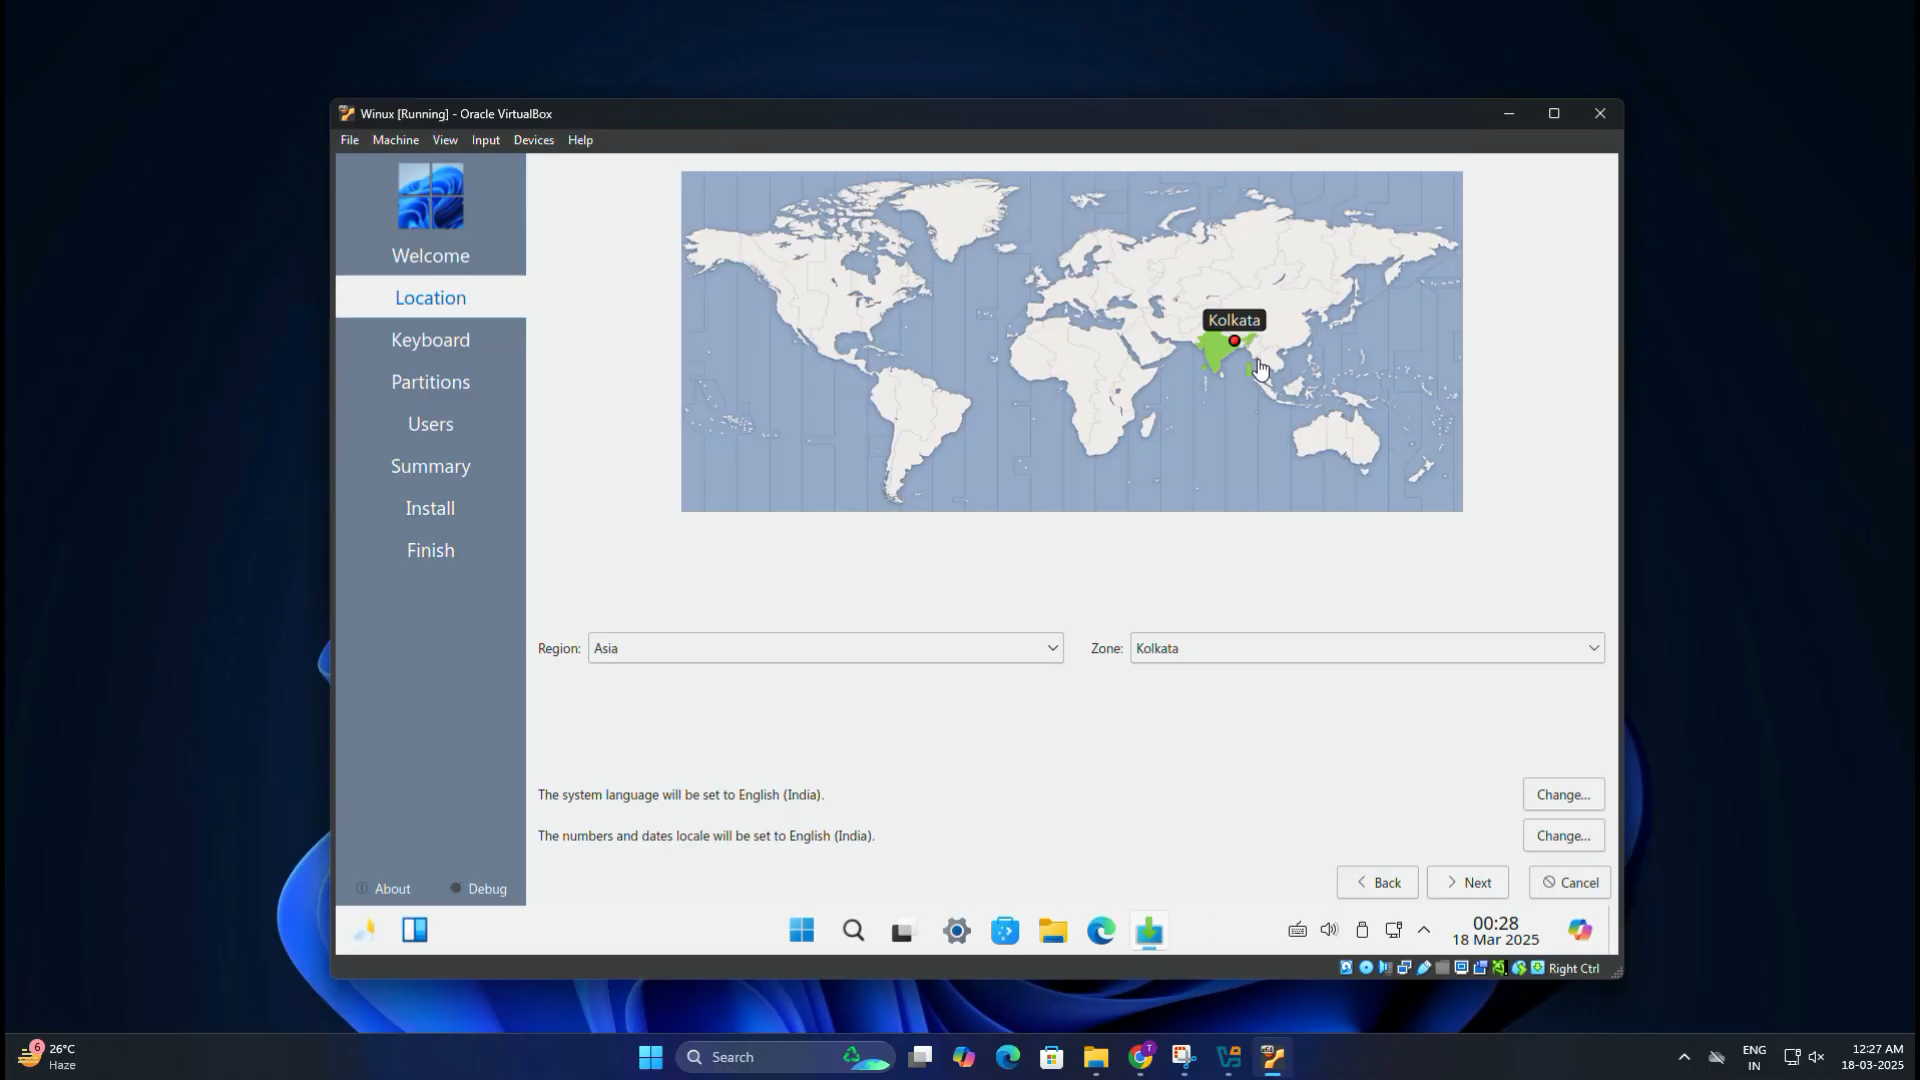 Winux [Running] - Oracle VirtualBox
File Machine View Input Devices Help
Welcome
Location
Keyboard
Partitions
Users
Summary
Install
Finish
About Debug
Kolkata
Region: Asia
Zone: Kolkata
The system language will be set to English (India).
Change...
The numbers and dates locale will be set to English (India).
Change...
Back Next Cancel
00:28
18 Mar 2025
Right Ctrl
6
26°C
Haze
Search
T
ENG
IN
12:27 AM
18-03-2025